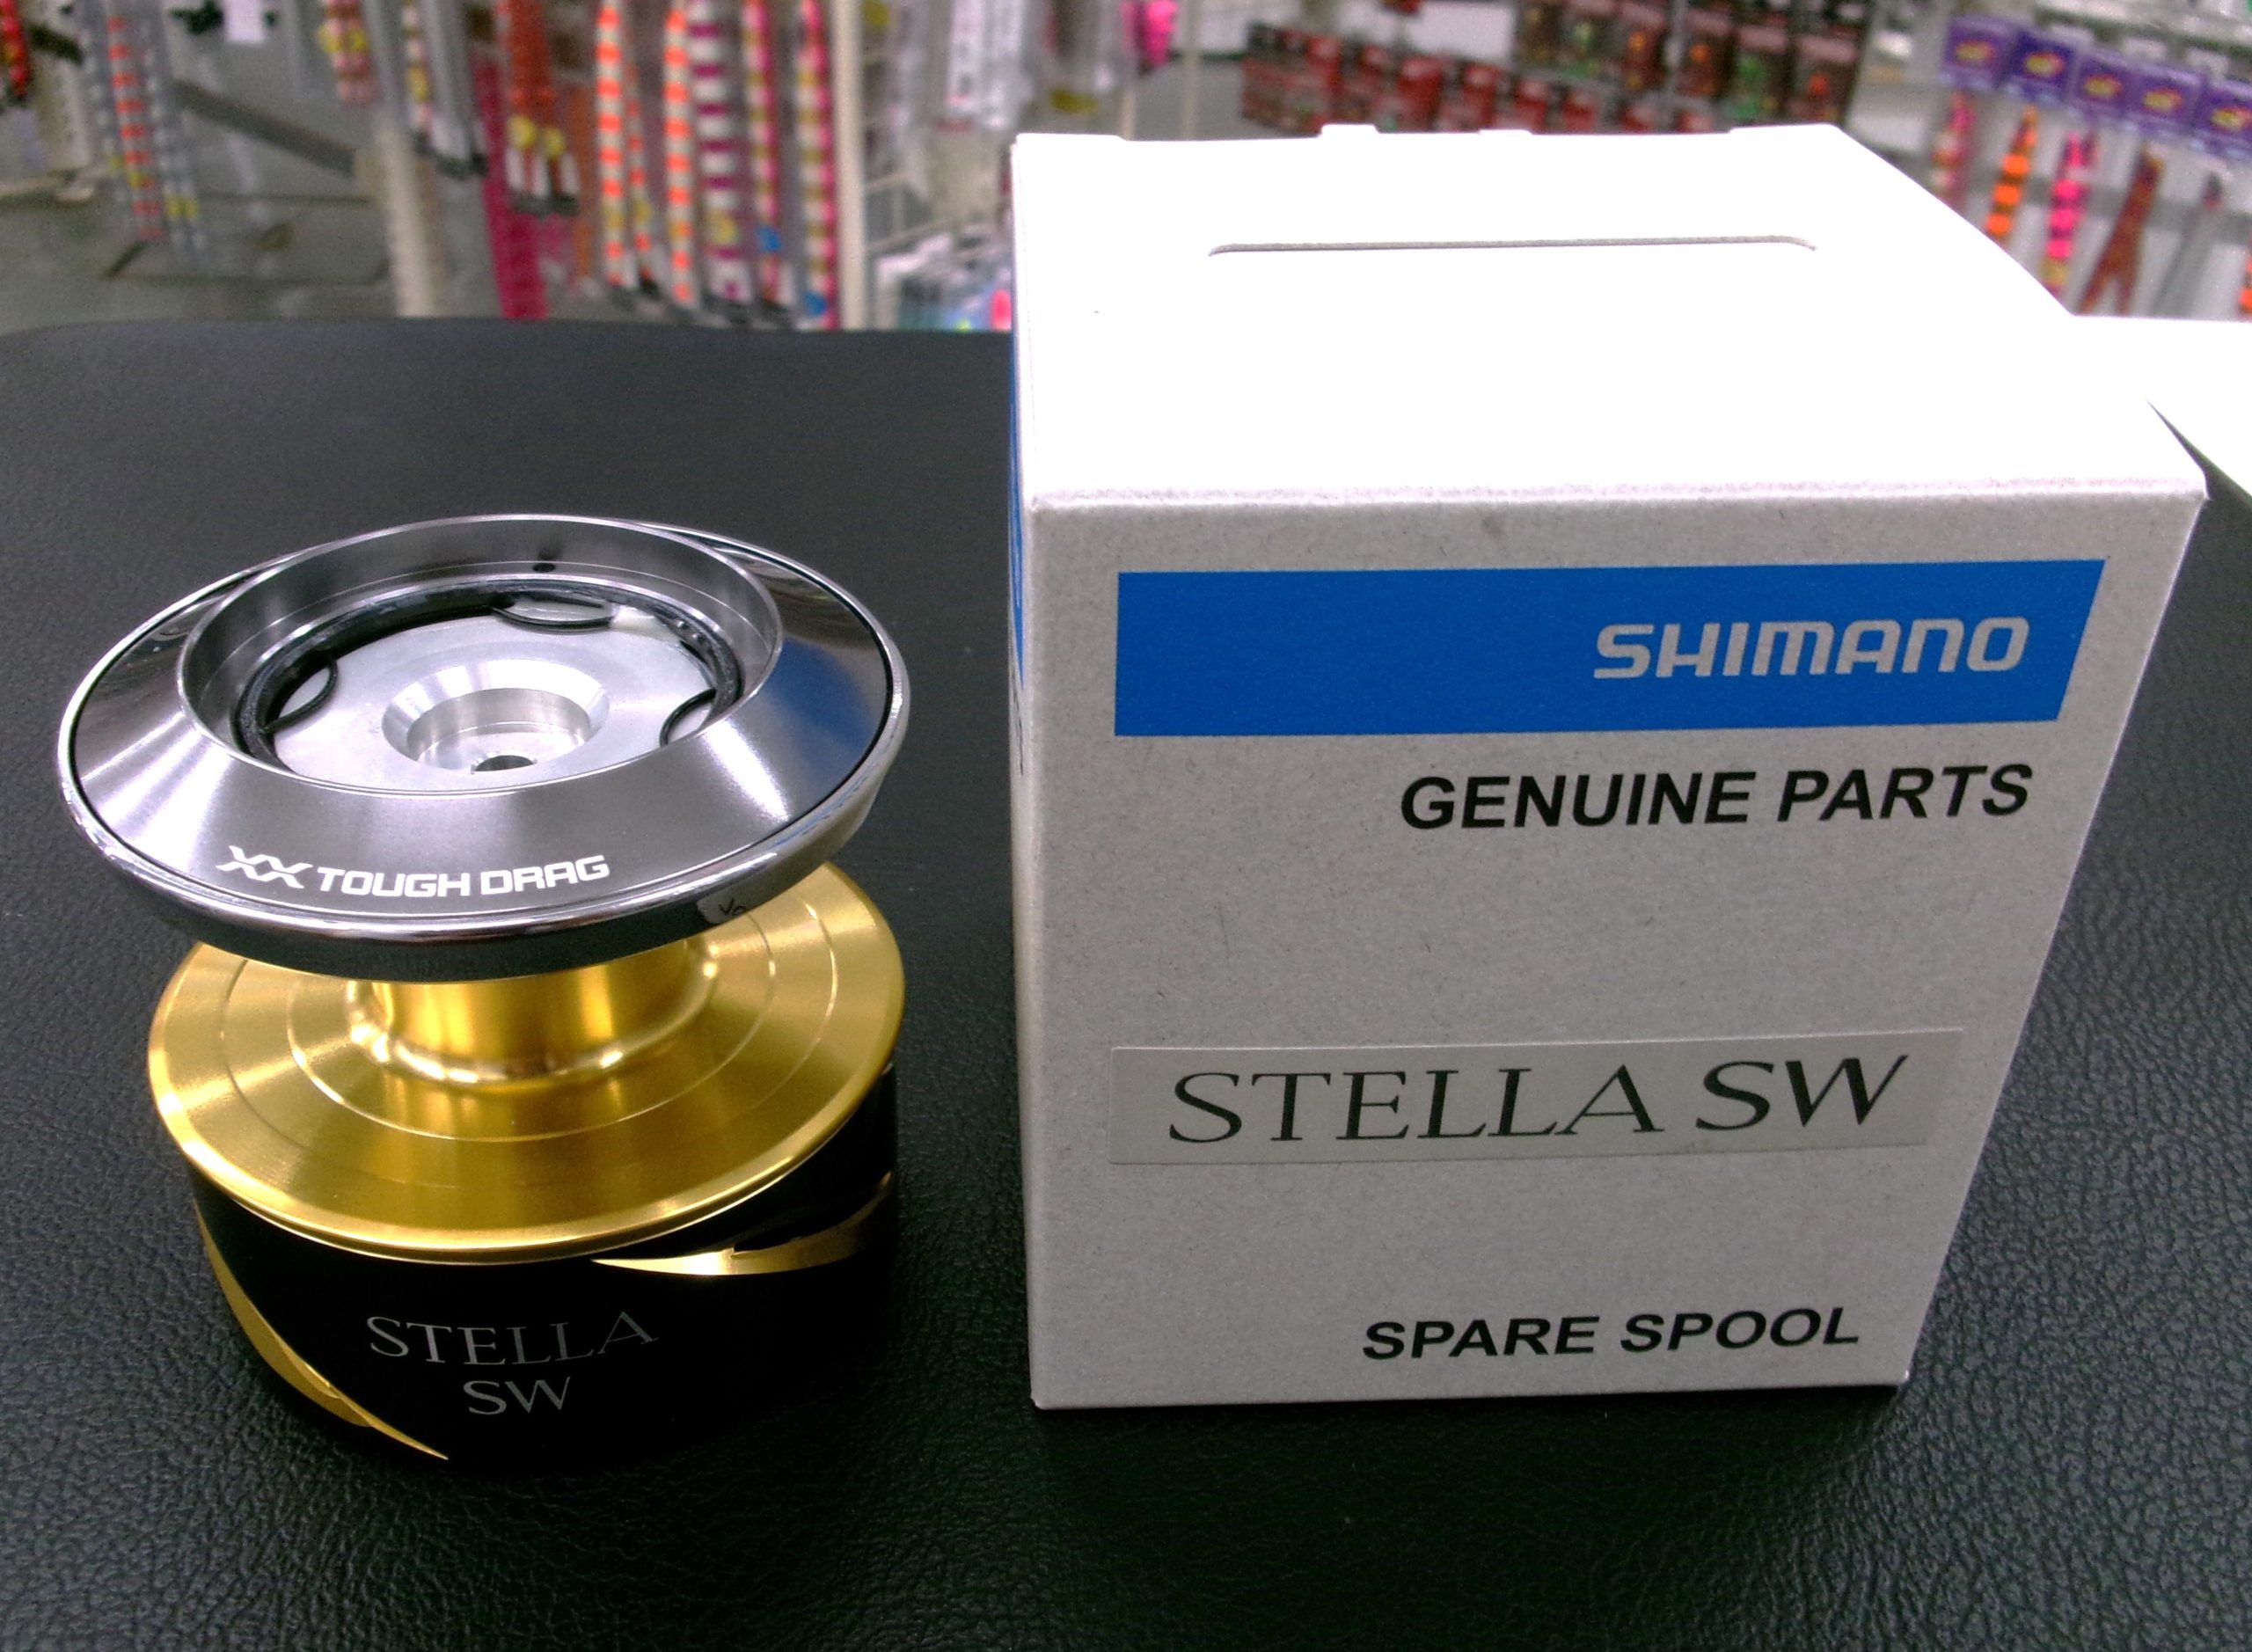 XX TOUGH DRAG
STELLA
SW
SHIMANO
GENUINE PARTS
STELLA SW
SPARE SPOOL